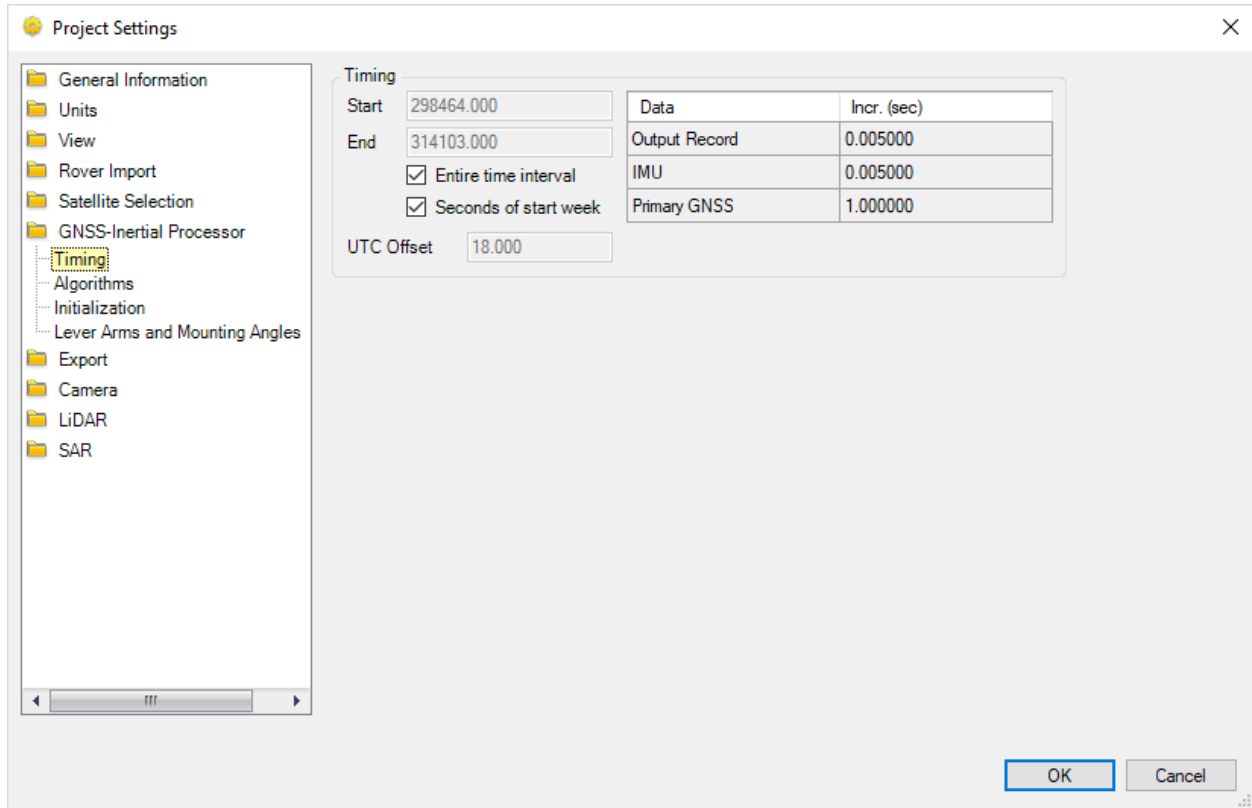 Project Settings
General Information
Units
View
Rover Import
Satellite Selection
GNSS-Inertial Processor
Timing
Algorithms
Initialization
Lever Arms and Mounting Angles
Export
Camera
LiDAR
SAR
Timing
Start 298464.000
End 314103.000
Entire time interval
Seconds of start week
UTC Offset 18.000
Data Incr. (sec)
Output Record 0.005000
IMU 0.005000
Primary GNSS 1.000000
OK Cancel